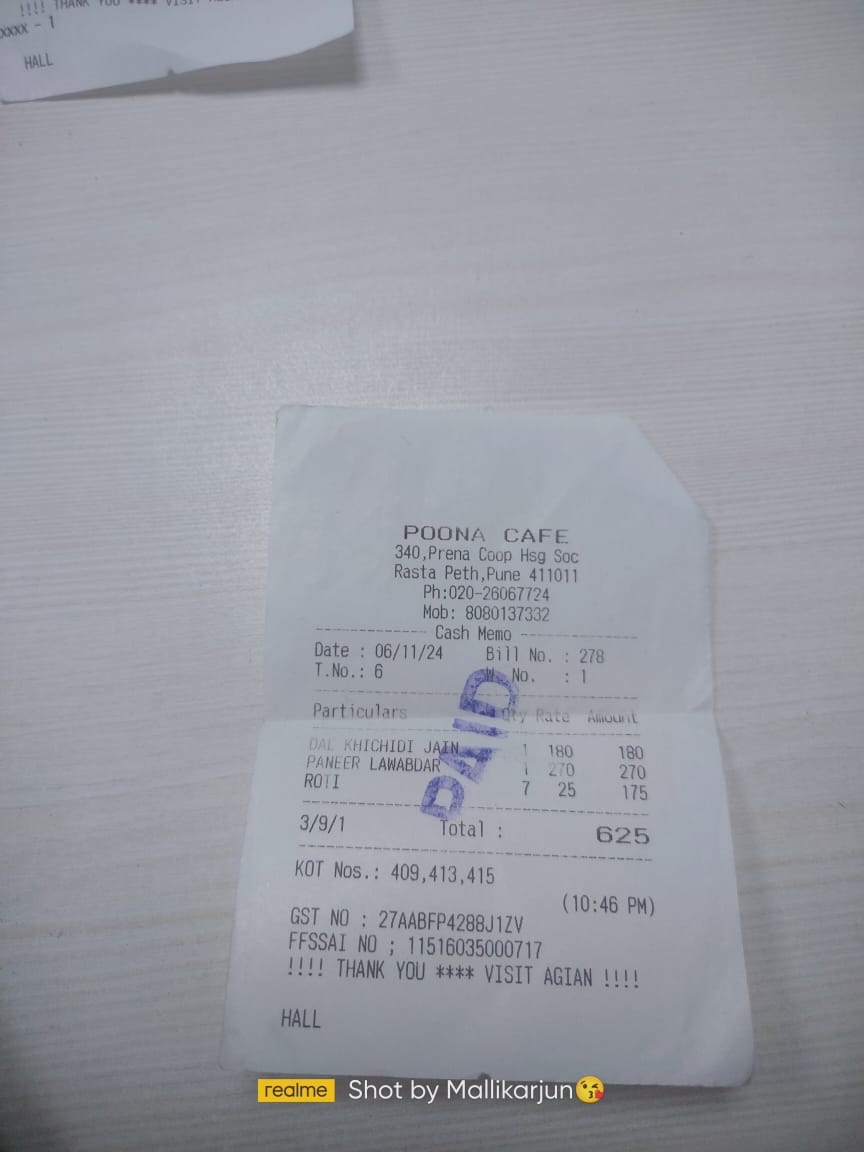 !!!! THANK YOU **** VISIT
xxxx - 1
HALL
POONA CAFE
340,Prena Coop Hsg Soc
Rasta Peth,Pune 411011
Ph:020-26067724
Mob: 8080137332
Cash Memo
Date : 06/11/24 Bill No. : 278
T.No.: 6 W. No. : 1
Particulars Qty Rate Amount
DAL KHICHIDI JAIN 1 180 180
PANEER LAWABDAR 1 270 270
ROTI 7 25 175
PAID
3/9/1 Total : 625
KOT Nos.: 409,413,415
(10:46 PM)
GST NO : 27AABFP4288J1ZV
FFSSAI NO ; 11516035000717
!!!! THANK YOU **** VISIT AGIAN !!!!
HALL
realme Shot by Mallikarjun😘